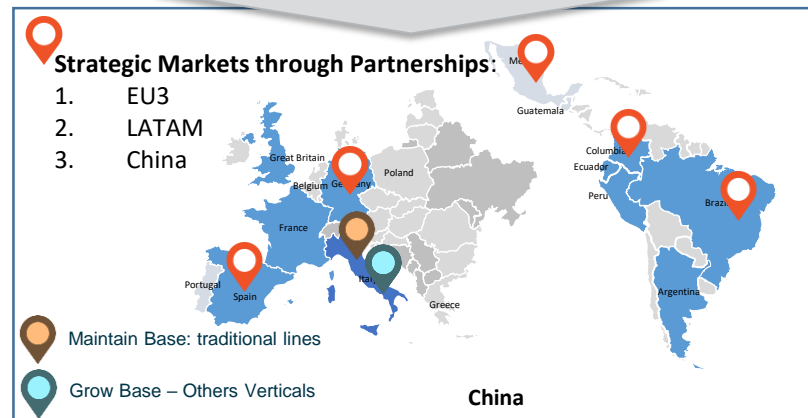 Strategic Markets through Partnerships:
1. EU3
2. LATAM
3. China
Guatemala
Columbia
Ecuador
Peru
Argentina
Great Britain
Belgium
Poland
France
Portugal
Spain
Greece
Maintain Base: traditional lines
Grow Base – Others Verticals
China